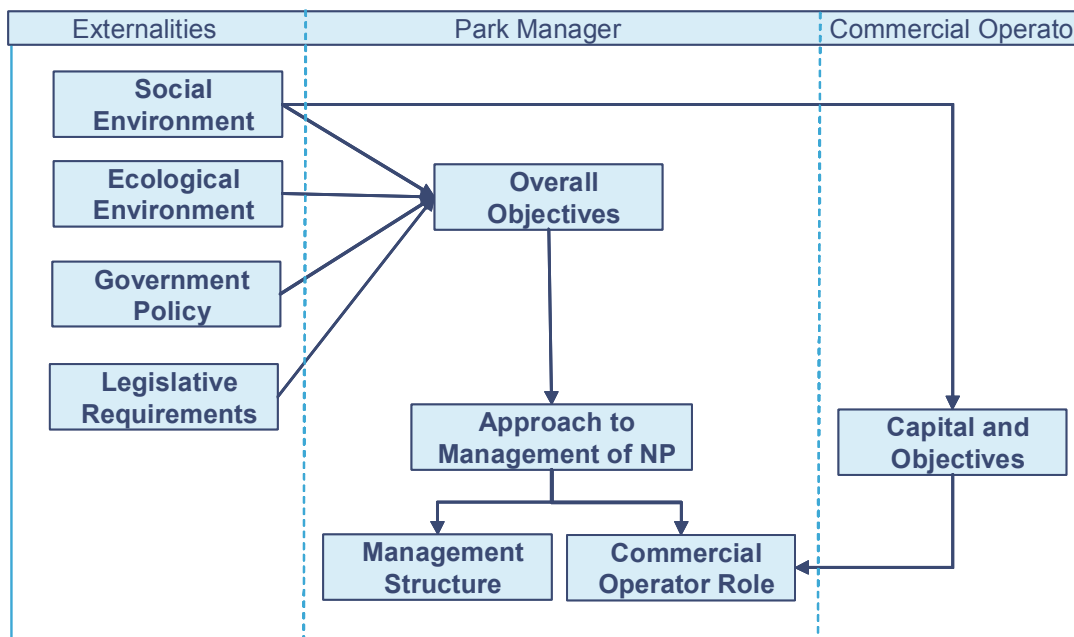 Externalities
Park Manager
Commercial Operato
Social
Environment
Ecological
Environment
Overall
Objectives
Government
Policy
Legislative
Requirements
Approach to
Management of NP
Capital and
Objectives
Management
Structure
Commercial
Operator Role